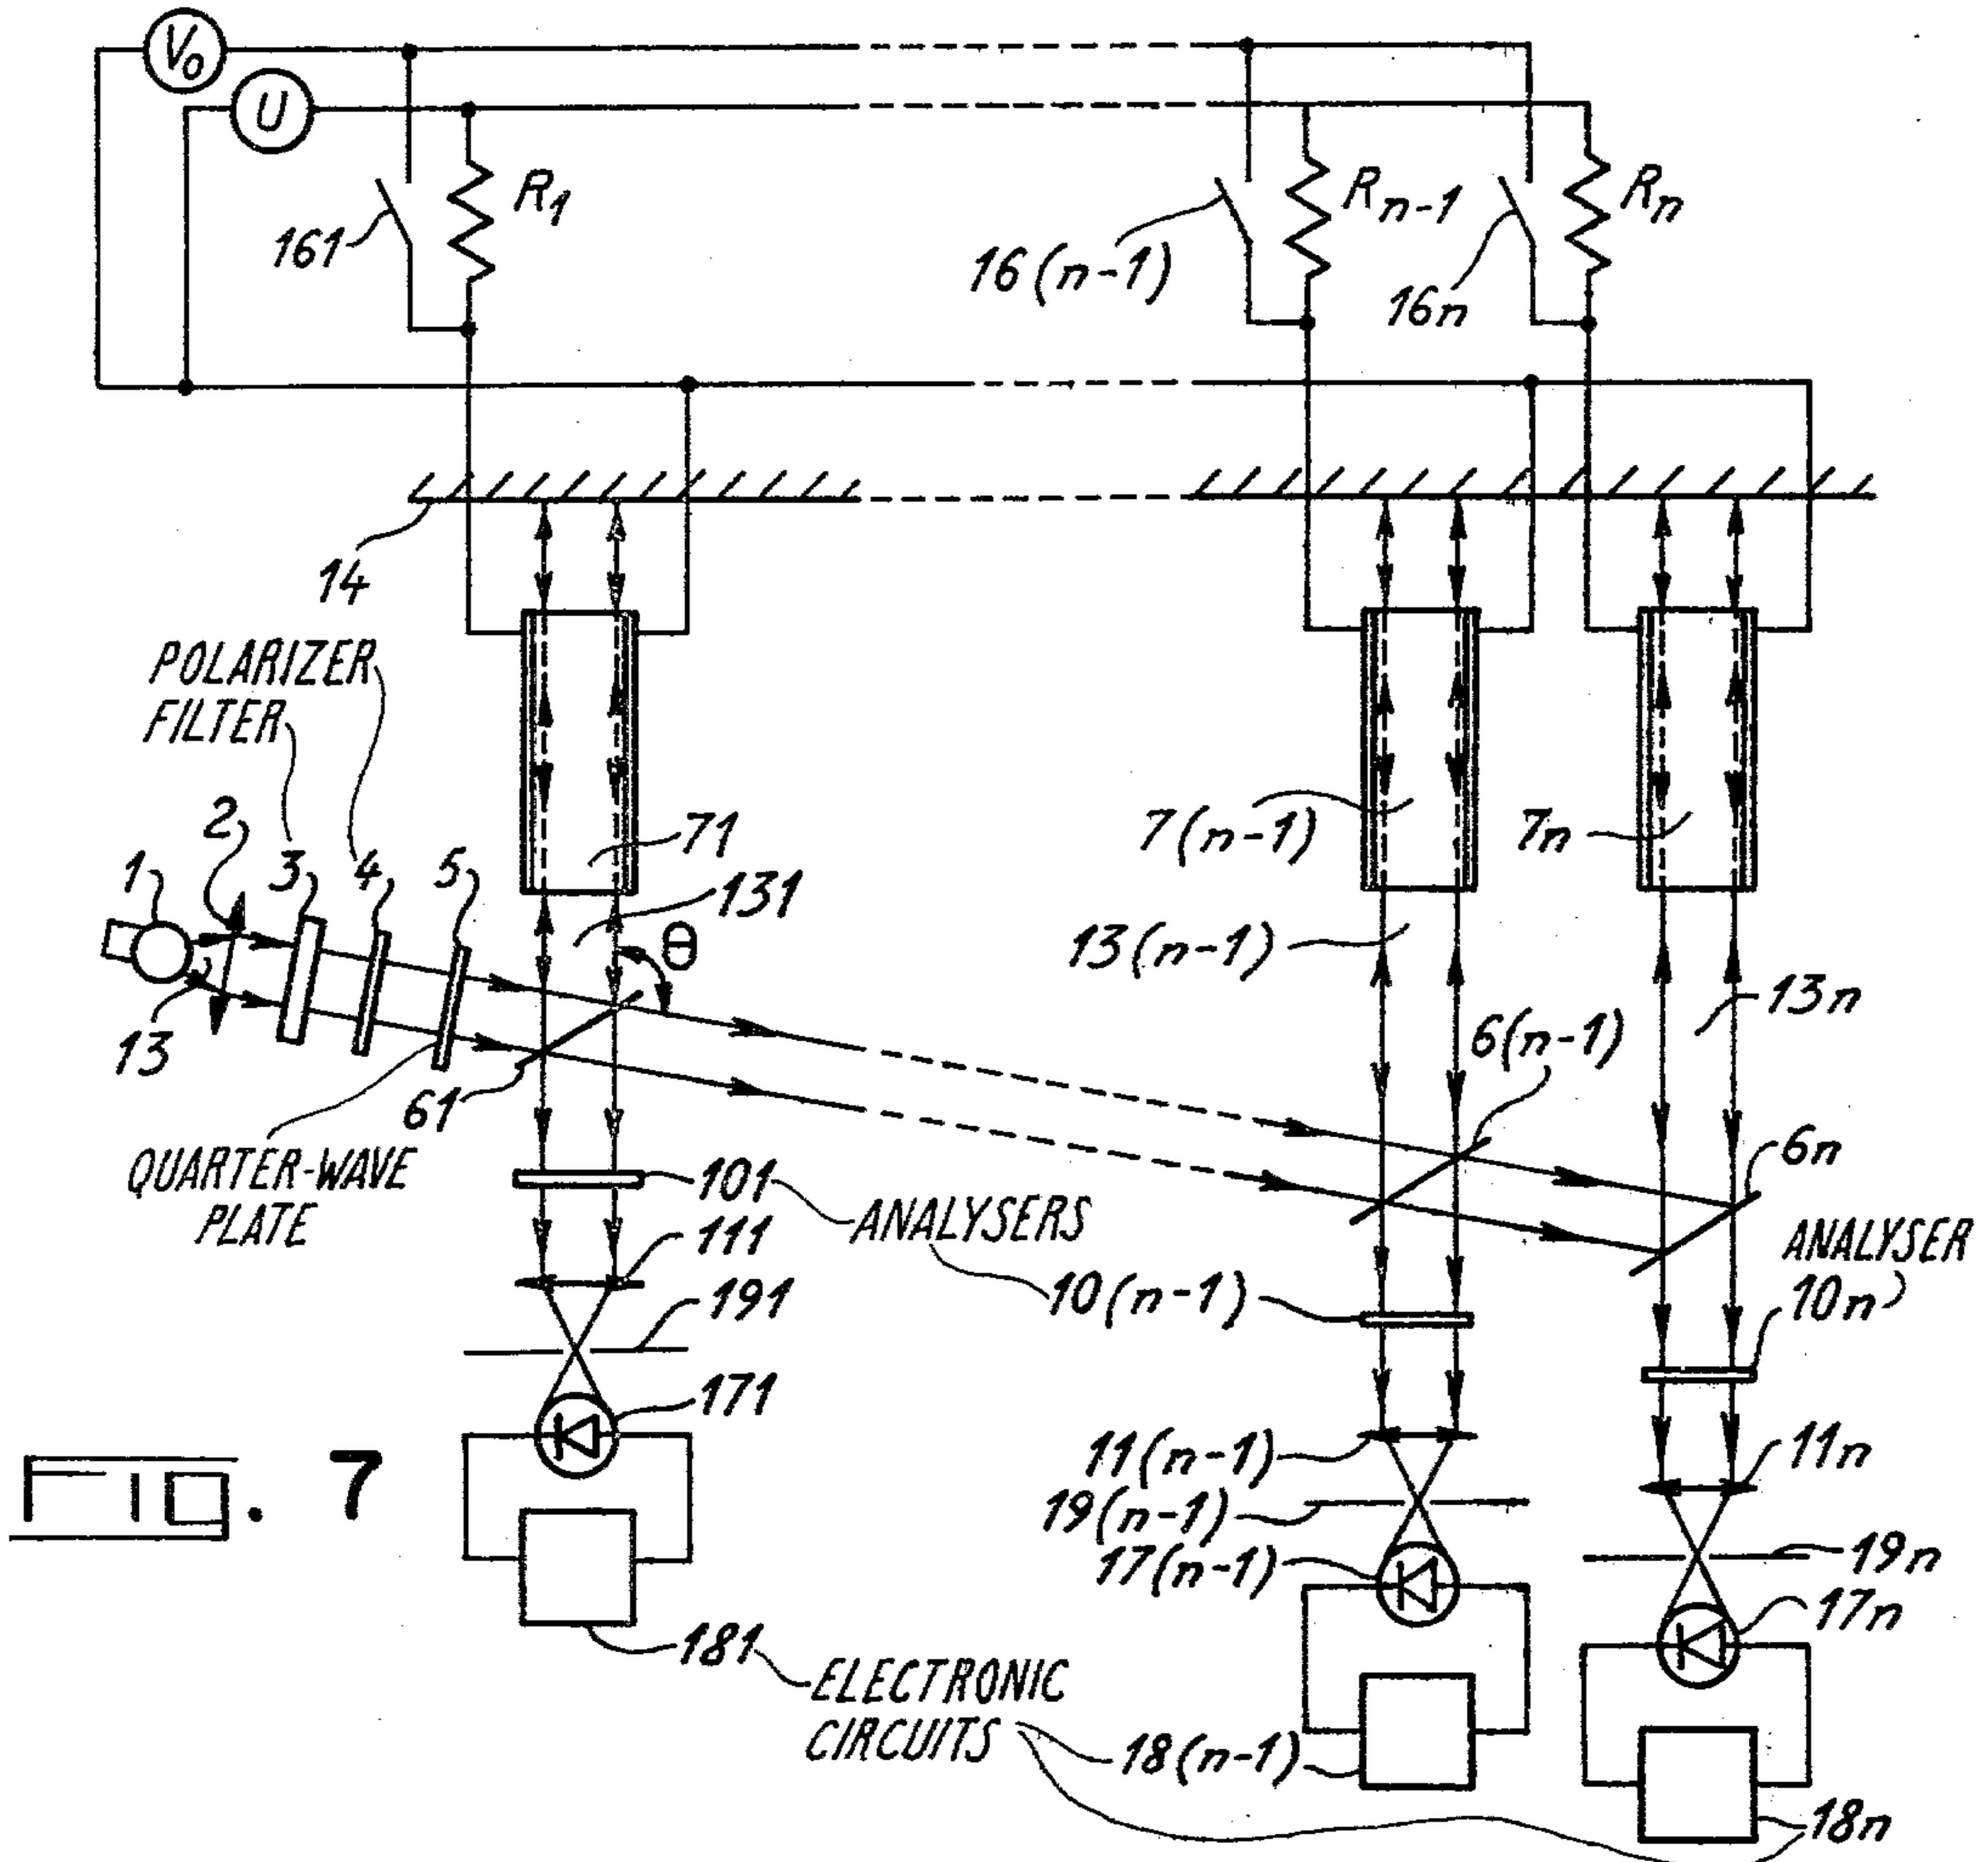 V0
U
R1
Rn-1
Rn
161
16(n-1)
16n
14
POLARIZER
FILTER
2
1
3
4
5
71
7(n-1)
7n
131
θ
13(n-1)
13n
13
61
6(n-1)
6n
QUARTER-WAVE
PLATE
101
ANALYSERS
111
191
10(n-1)
ANALYSER
10n
171
11(n-1)
11n
19(n-1)
17(n-1)
19n
17n
FIG. 7
181
ELECTRONIC
CIRCUITS
18(n-1)
18n